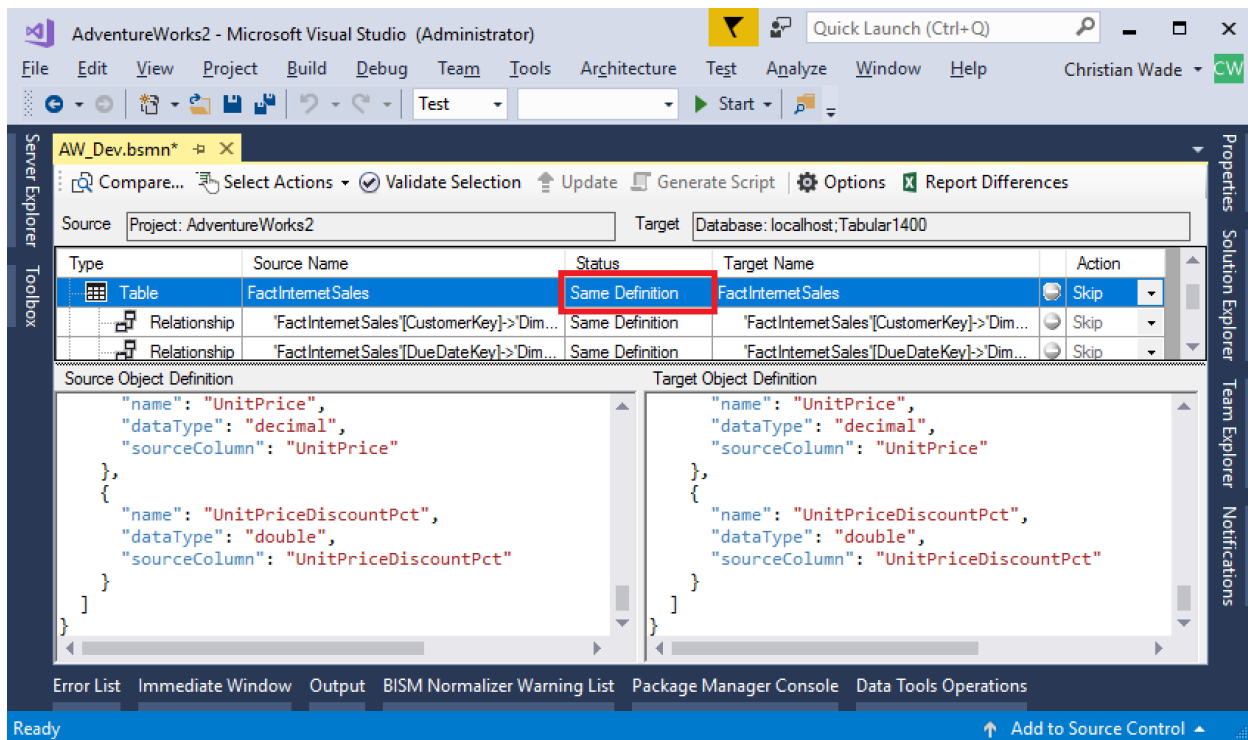 AdventureWorks2 - Microsoft Visual Studio (Administrator)
Quick Launch (Ctrl+Q)
File Edit View Project Build Debug Team Tools Architecture Test Analyze Window Help Christian Wade CW
Test Start
Server Explorer
Toolbox
AW_Dev.bsmn*
Compare... Select Actions Validate Selection Update Generate Script Options Report Differences
Source Project: AdventureWorks2 Target Database: localhost;Tabular1400
Type Source Name Status Target Name Action
Table FactInternetSales Same Definition FactInternetSales Skip
Relationship 'FactInternetSales'[CustomerKey]->'Dim... Same Definition 'FactInternetSales'[CustomerKey]->'Dim... Skip
Relationship 'FactInternetSales'[DueDateKey]->'Dim... Same Definition 'FactInternetSales'[DueDateKey]->'Dim... Skip
Source Object Definition
"name": "UnitPrice",
"dataType": "decimal",
"sourceColumn": "UnitPrice"
},
{
"name": "UnitPriceDiscountPct",
"dataType": "double",
"sourceColumn": "UnitPriceDiscountPct"
}
]
}
Target Object Definition
"name": "UnitPrice",
"dataType": "decimal",
"sourceColumn": "UnitPrice"
},
{
"name": "UnitPriceDiscountPct",
"dataType": "double",
"sourceColumn": "UnitPriceDiscountPct"
}
]
}
Properties
Solution Explorer
Team Explorer
Notifications
Error List Immediate Window Output BISM Normalizer Warning List Package Manager Console Data Tools Operations
Ready Add to Source Control